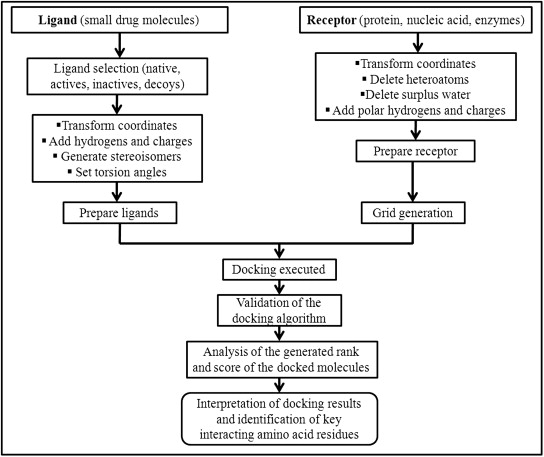 Ligand (small drug molecules)
Ligand selection (native,
actives, inactives, decoys)
▪Transform coordinates
▪ Add hydrogens and charges
▪ Generate stereoisomers
▪ Set torsion angles
Prepare ligands
Receptor (protein, nucleic acid, enzymes)
▪Transform coordinates
▪ Delete heteroatoms
▪Delete surplus water
▪ Add polar hydrogens and charges
Prepare receptor
Grid generation
Docking executed
Validation of the
docking algorithm
Analysis of the generated rank
and score of the docked molecules
Interpretation of docking results
and identification of key
interacting amino acid residues